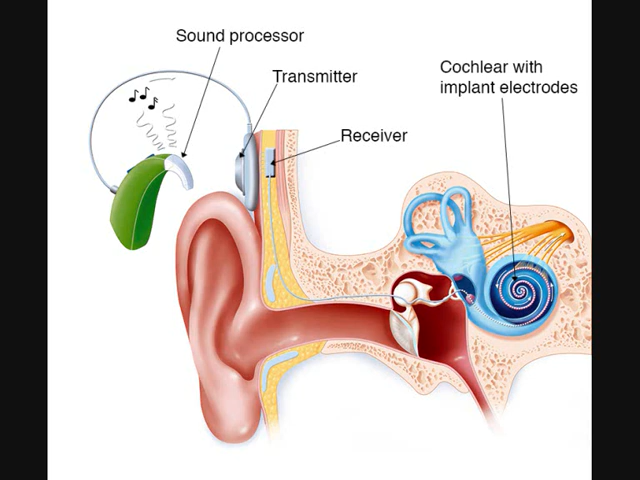 Sound processor
Transmitter
Cochlear with
implant electrodes
Receiver